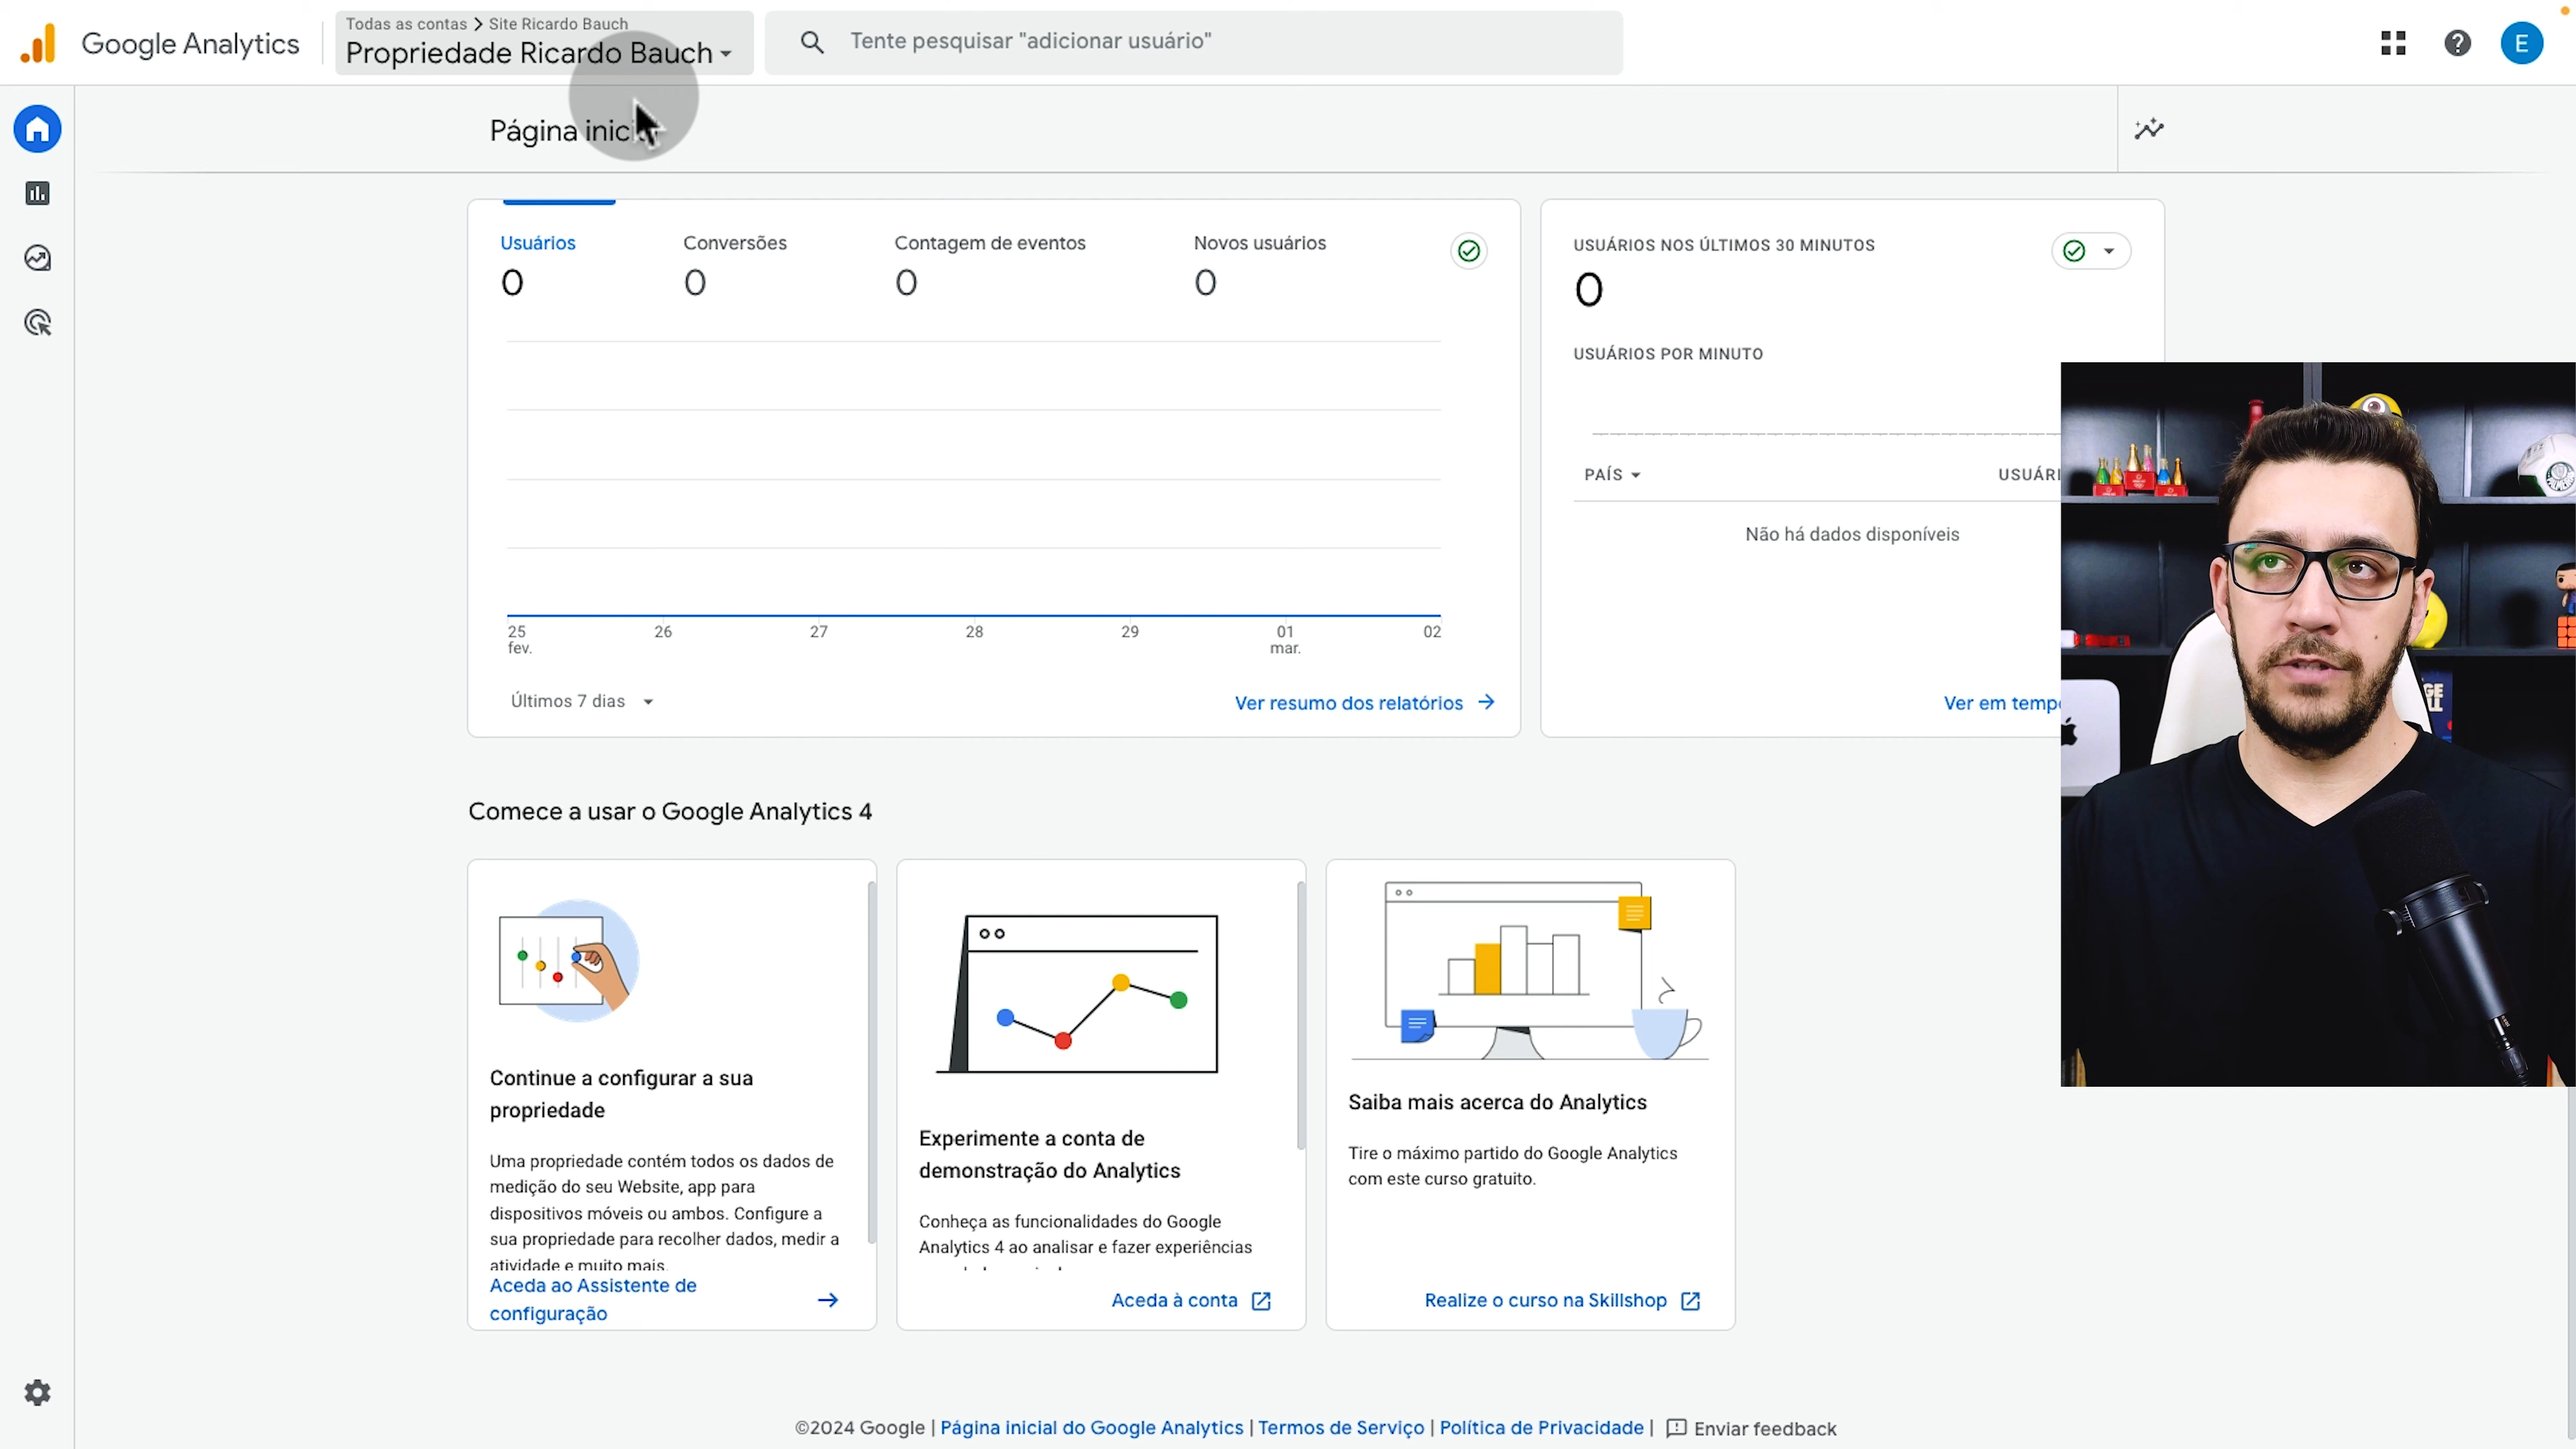 Google Analytics
Todas as contas > Site Ricardo Bauch
Propriedade Ricardo Bauch
Tente pesquisar "adicionar usuário"
E
Página
Usuários
0
Conversões
0
Contagem de eventos
0
Novos usuários
0
25 fev.
26
27
28
29
01 mar.
02
Últimos 7 dias
Ver resumo dos relatórios
USUÁRIOS NOS ÚLTIMOS 30 MINUTOS
0
USUÁRIOS POR MINUTO
PAÍS
Não há dados disponíveis
Ver em
Comece a usar o Google Analytics 4
Continue a configurar a sua
propriedade
Uma propriedade contém todos os dados de
medição do seu Website, app para
dispositivos móveis ou ambos. Configure a
sua propriedade para recolher dados, medir a
atividade e muito mais.
Aceda ao Assistente de
configuração
Experimente a conta de
demonstração do Analytics
Conheça as funcionalidades do Google
Analytics 4 ao analisar e fazer experiências
Aceda à conta
Saiba mais acerca do Analytics
Tire o máximo partido do Google Analytics
com este curso gratuito.
Realize o curso na Skillshop
©2024 Google | Página inicial do Google Analytics | Termos de Serviço | Política de Privacidade | Enviar feedback